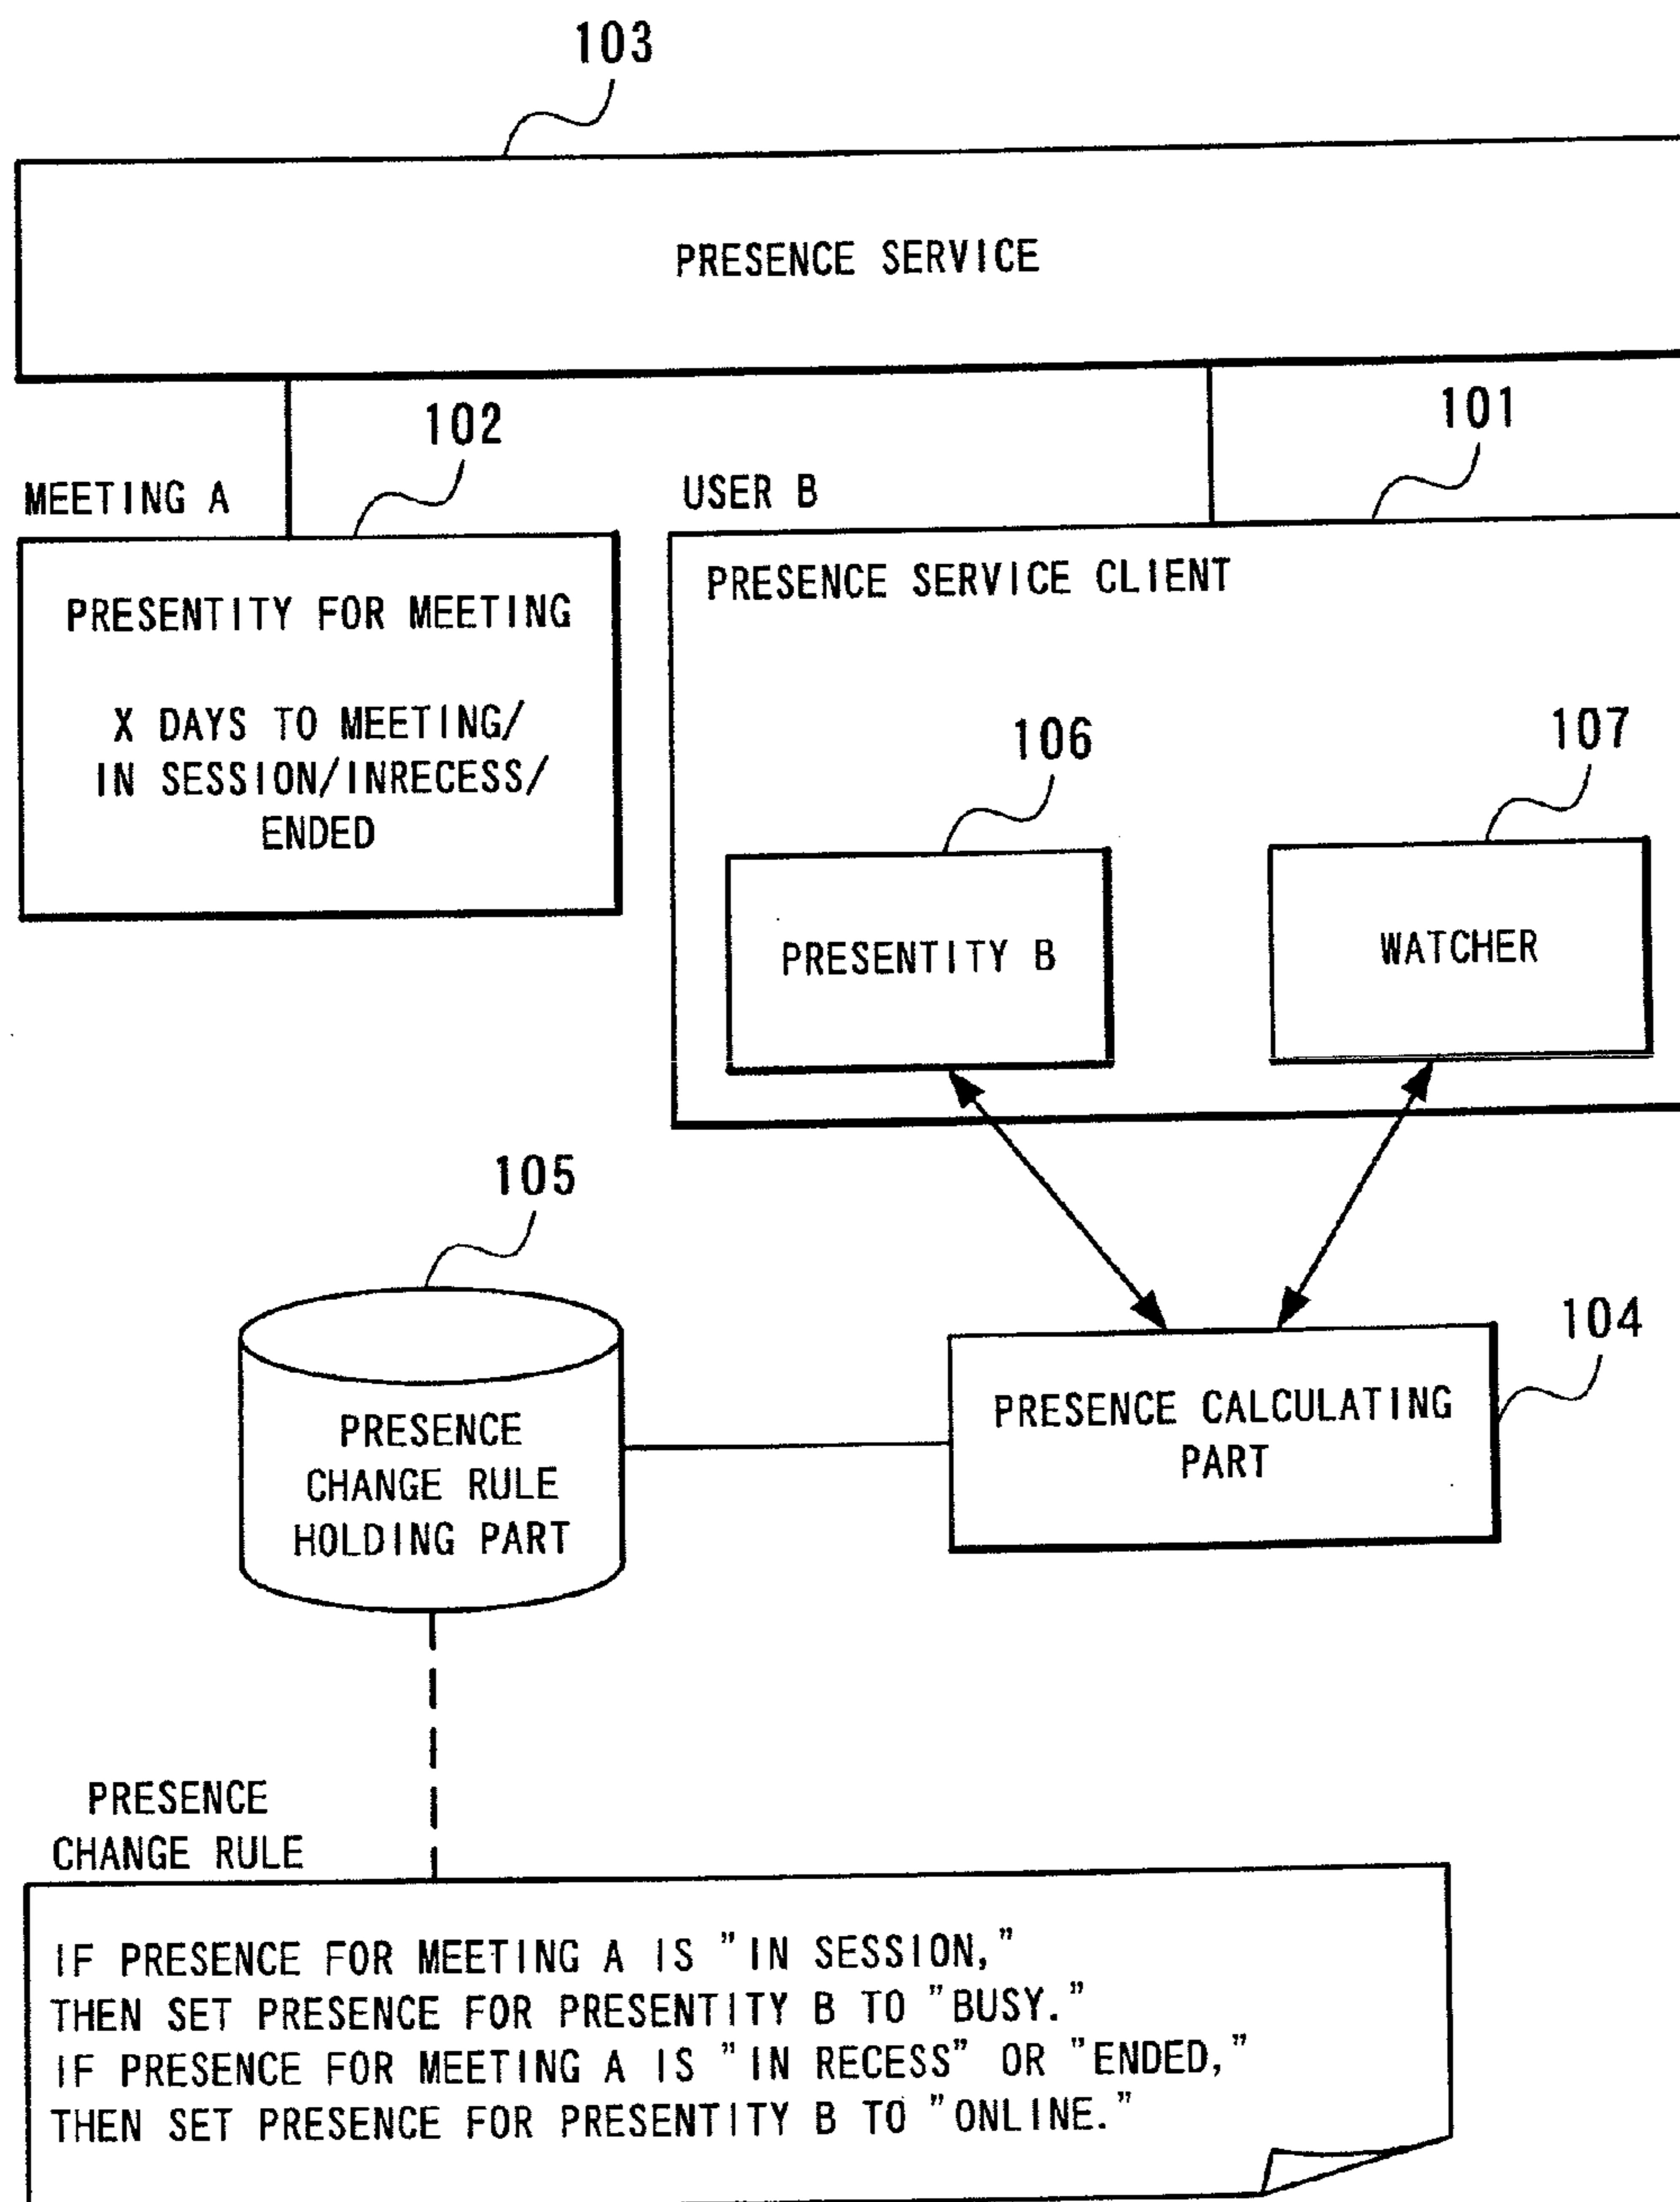 103
PRESENCE SERVICE
102
101
MEETING A
USER B
PRESENTITY FOR MEETING
X DAYS TO MEETING/
IN SESSION/INRECESS/
ENDED
PRESENCE SERVICE CLIENT
106
107
PRESENTITY B
WATCHER
105
104
PRESENCE
CHANGE RULE
HOLDING PART
PRESENCE CALCULATING
PART
PRESENCE
CHANGE RULE
IF PRESENCE FOR MEETING A IS "IN SESSION,"
THEN SET PRESENCE FOR PRESENTITY B TO "BUSY."
IF PRESENCE FOR MEETING A IS "IN RECESS" OR "ENDED,"
THEN SET PRESENCE FOR PRESENTITY B TO "ONLINE."